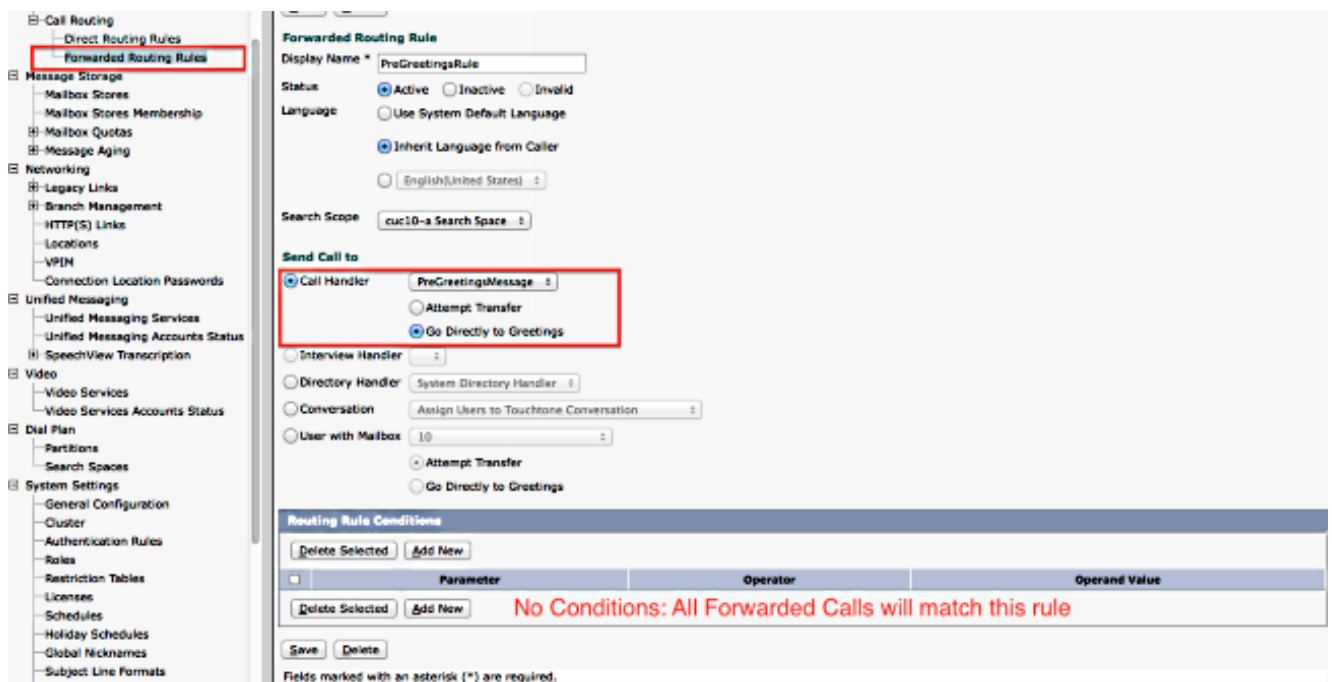 Call Routing
Direct Routing Rules
Forwarded Routing Rules
Message Storage
Mailbox Stores
Mailbox Stores Membership
Mailbox Quotas
Message Aging
Networking
Legacy Links
Branch Management
HTTP(S) Links
Locations
VPIM
Connection Location Passwords
Unified Messaging
Unified Messaging Services
Unified Messaging Accounts Status
SpeechView Transcription
Video
Video Services
Video Services Accounts Status
Dial Plan
Partitions
Search Spaces
System Settings
General Configuration
Cluster
Authentication Rules
Roles
Restriction Tables
Licenses
Schedules
Holiday Schedules
Global Nicknames
Subject Line Formats
Forwarded Routing Rule
Display Name * PreGreetingsRule
Status Active Inactive Invalid
Language Use System Default Language
Inherit Language from Caller
English(United States)
Search Scope cuc10-a Search Space
Send Call to
Call Handler PreGreetingsMessage
Attempt Transfer
Go Directly to Greetings
Interview Handler
Directory Handler System Directory Handler
Conversation Assign Users to Touchtone Conversation
User with Mailbox 10
Attempt Transfer
Go Directly to Greetings
Routing Rule Conditions
Delete Selected Add New
Parameter Operator Operand Value
Delete Selected Add New No Conditions: All Forwarded Calls will match this rule
Save Delete
Fields marked with an asterisk (*) are required.